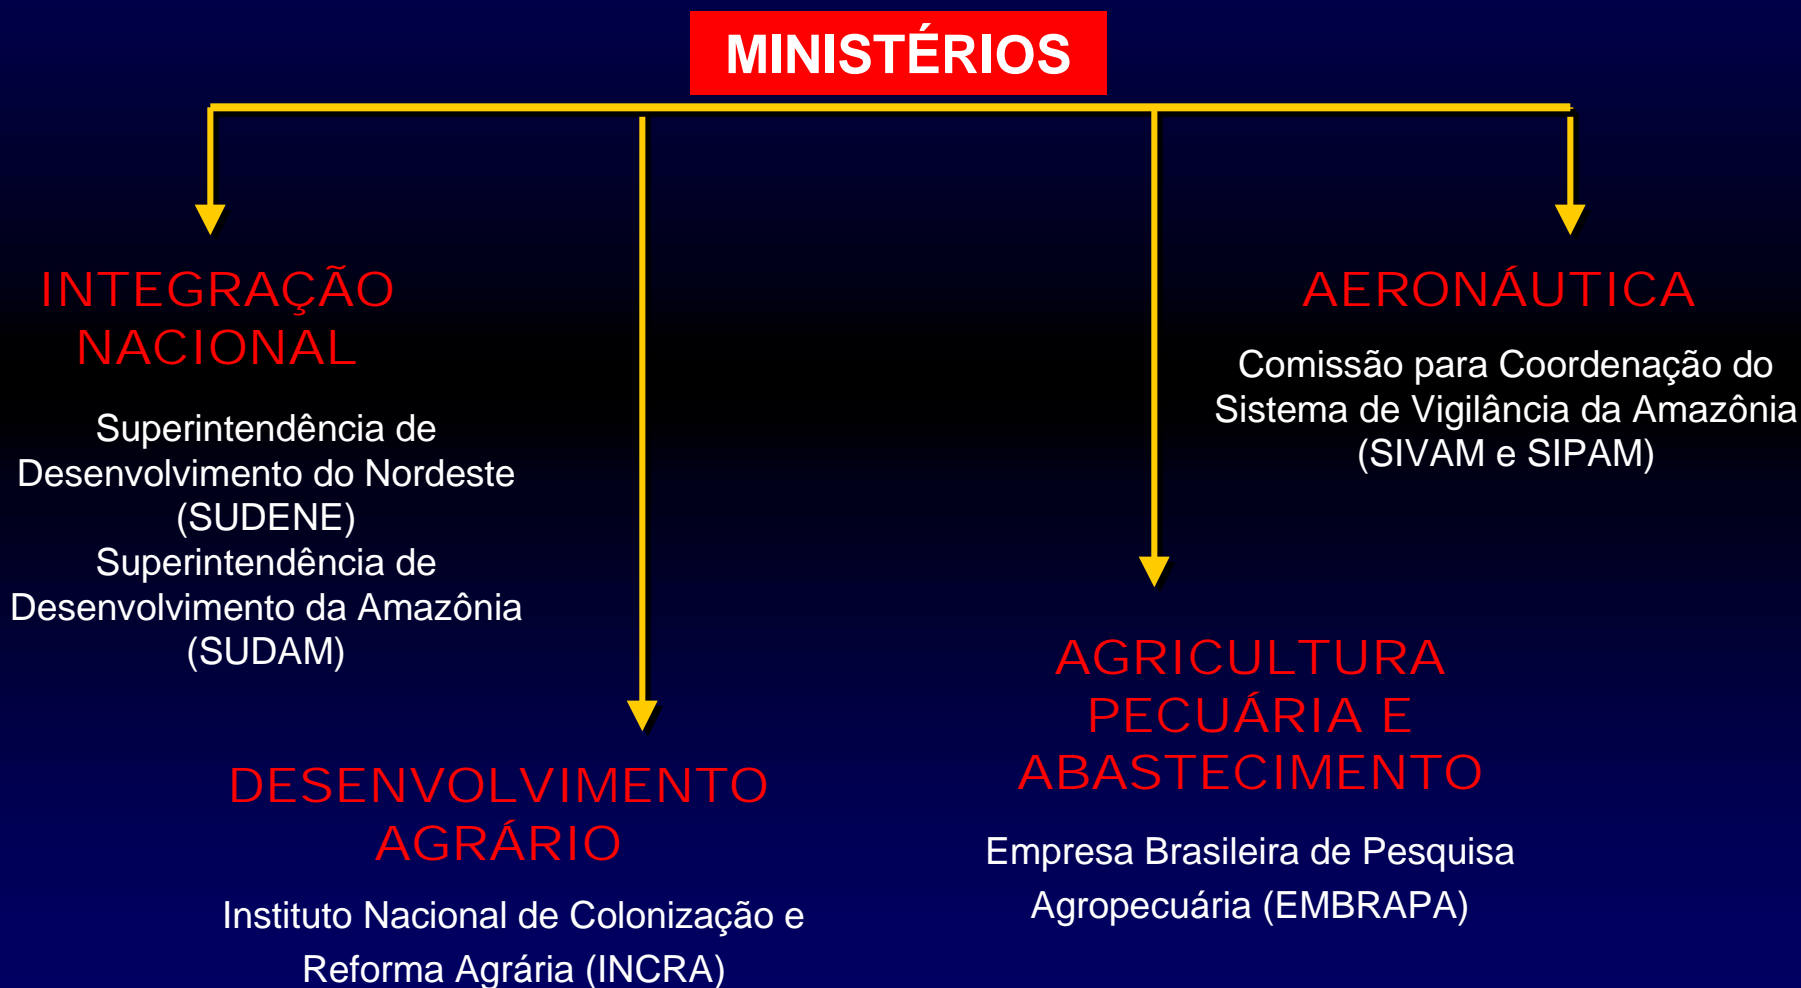 MINISTÉRIOS
INTEGRAÇÃO
NACIONAL
Superintendência de
Desenvolvimento do Nordeste
(SUDENE)
Superintendência de
Desenvolvimento da Amazônia
(SUDAM)
DESENVOLVIMENTO
AGRÁRIO
Instituto Nacional de Colonização e
Reforma Agrária (INCRA)
AGRICULTURA
PECUÁRIA E
ABASTECIMENTO
Empresa Brasileira de Pesquisa
Agropecuária (EMBRAPA)
AERONÁUTICA
Comissão para Coordenação do
Sistema de Vigilância da Amazônia
(SIVAM e SIPAM)